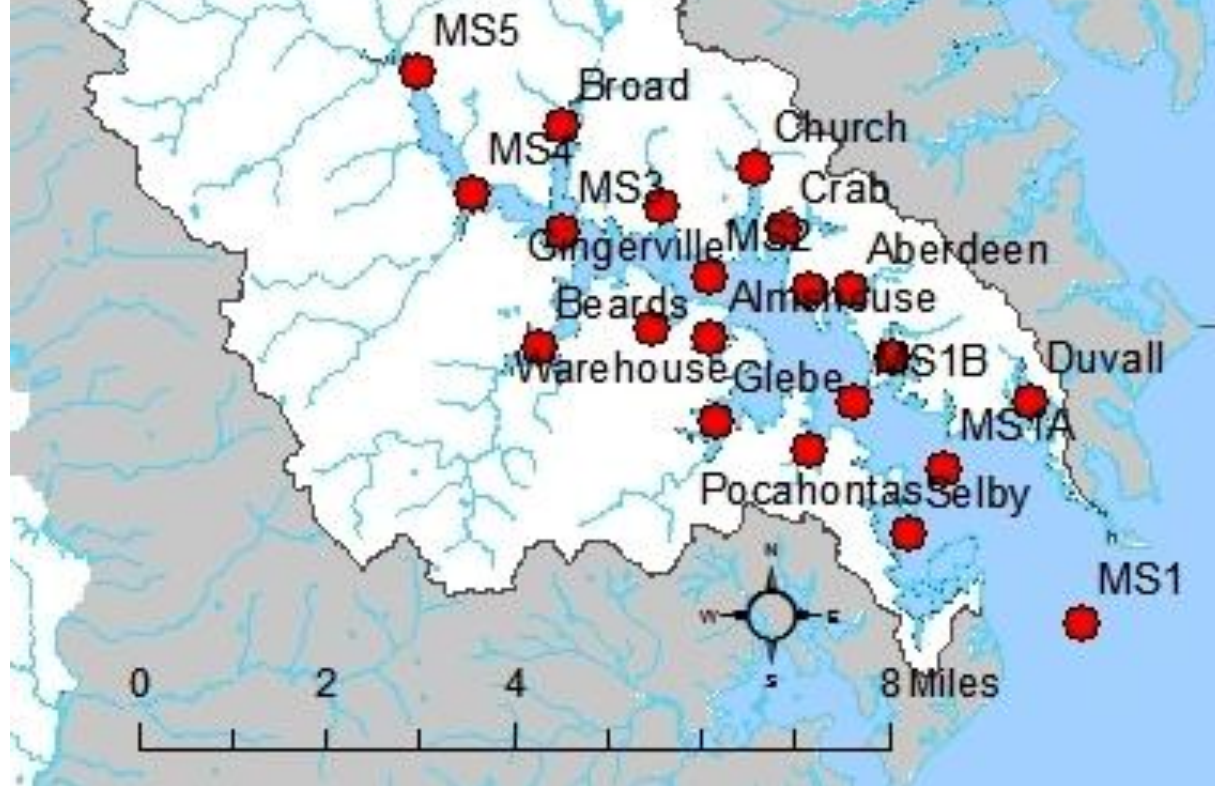 MS5
Broad
Church
MS4
MS3
Crab
Gingerville
MS2
Aberdeen
Beards
Almshouse
Warehouse
Glebe
MS1B
Duvall
MS1A
Pocahontas
Selby
h
N
W
E
S
MS1
0 2 4 8 Miles